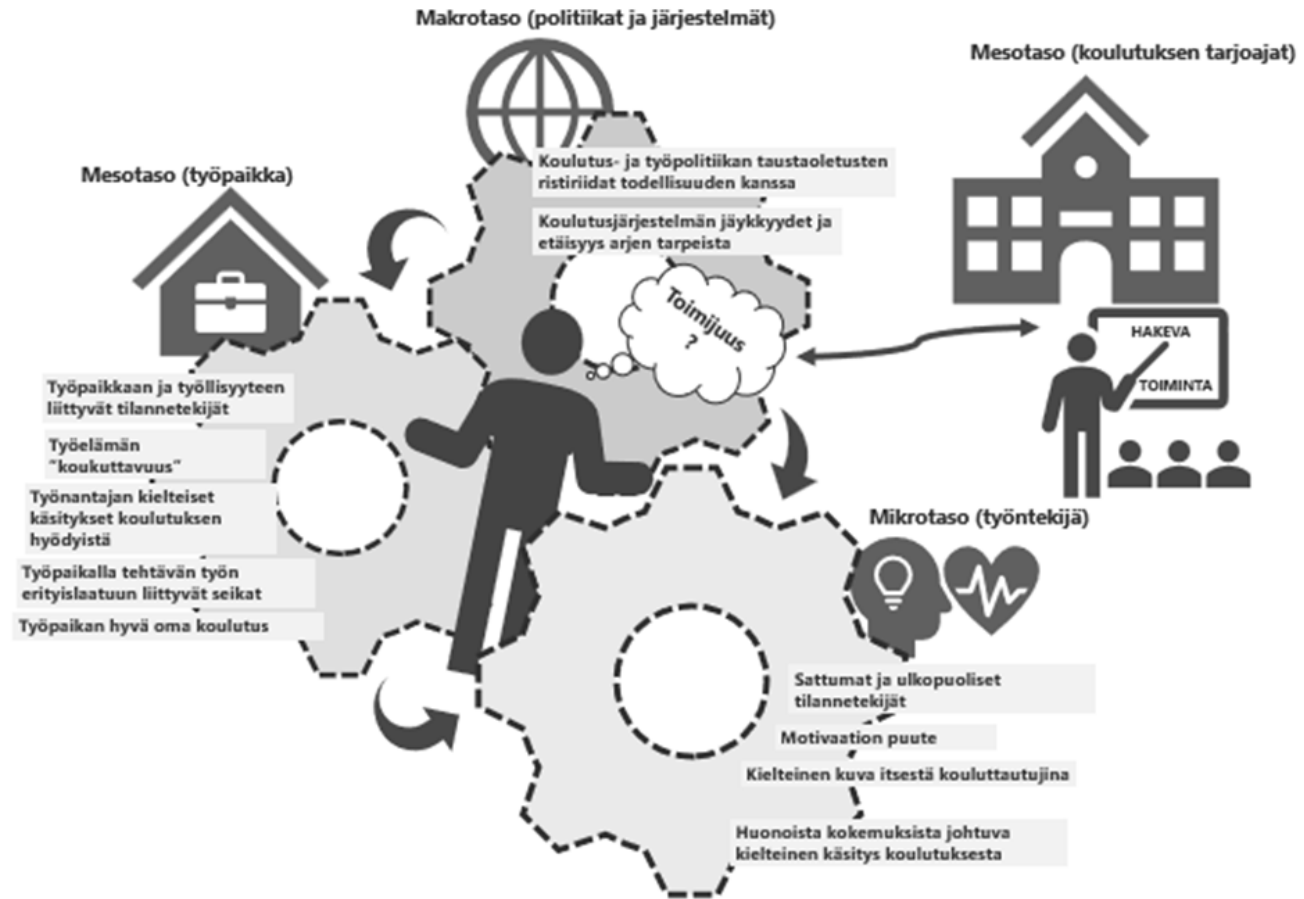 Makrotaso (politiikat ja järjestelmät)
Mesotaso (koulutuksen tarjoajat)
Mesotaso (työpaikka)
Koulutus- ja työpolitiikan taustaoletusten
ristiriidat todellisuuden kanssa
Koulutusjärjestelmän jäykkyydet ja
etäisyys arjen tarpeista
Toimijuus
?
HAKEVA
TOIMINTA
Työpaikkaan ja työllisyyteen
liittyvät tilannetekijät
Työelämän
"koukuttavuus"
Työnantajan kielteiset
käsitykset koulutuksen
hyödyistä
Työpaikalla tehtävän työn
erityislaatuun liittyvät seikat
Työpaikan hyvä oma koulutus
Mikrotaso (työntekijä)
Sattumat ja ulkopuoliset
tilannetekijät
Motivaation puute
Kielteinen kuva itsestä kouluttautujina
Huonoista kokemuksista johtuva
kielteinen käsitys koulutuksesta